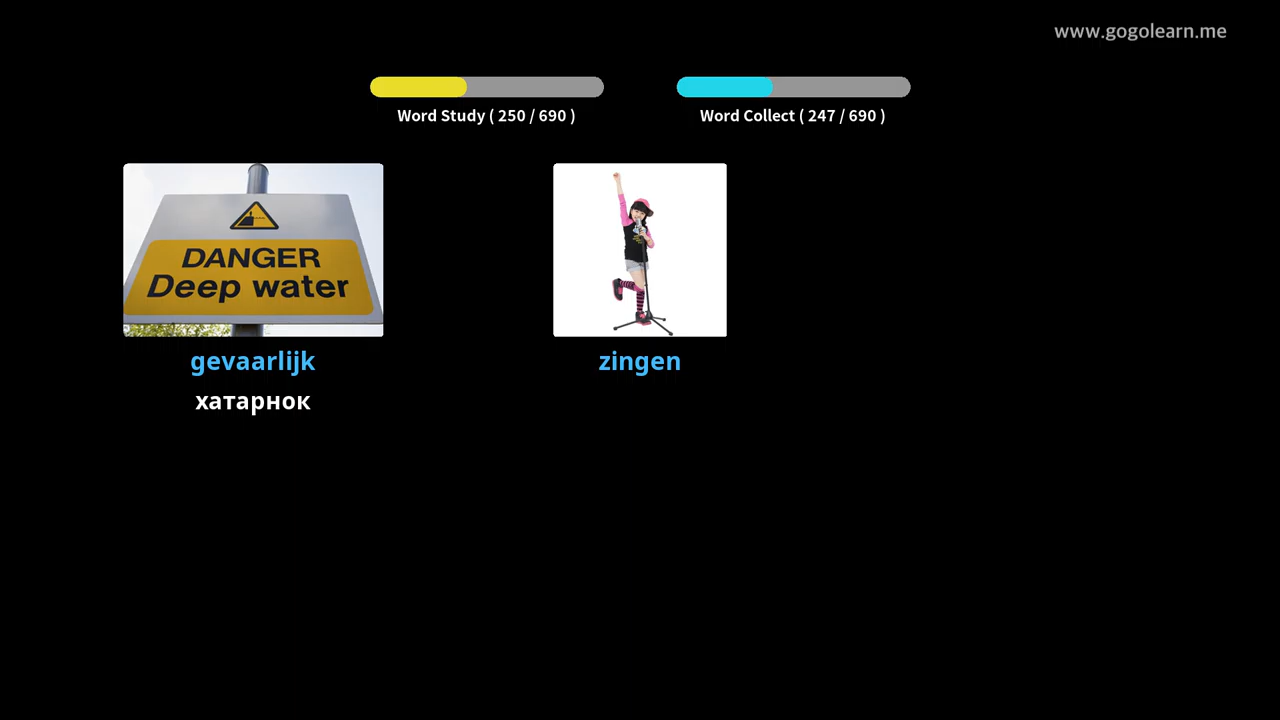 www.gogolearn.me
Word Study ( 250 / 690 )
Word Collect ( 247 / 690 )
DANGER
Deep water
gevaarlijk
zingen
хатарнок